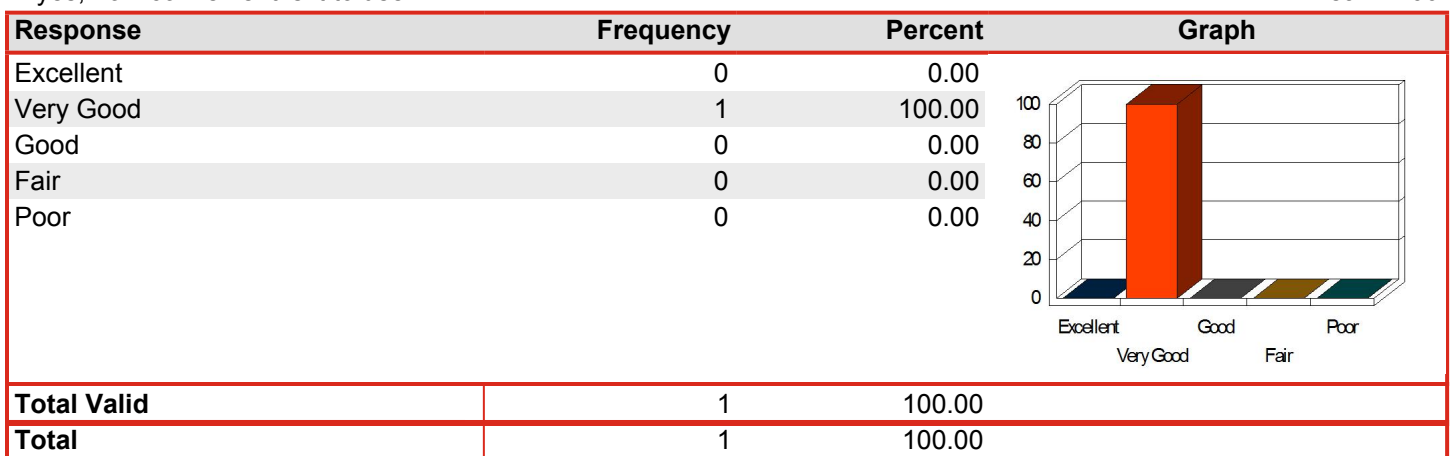 Response Frequency Percent Graph
Excellent 0 0.00
Very Good 1 100.00
Good 0 0.00
Fair 0 0.00
Poor 0 0.00
100
80
60
40
20
0
Excellent Good Poor
Very Good Fair
Total Valid 1 100.00
Total 1 100.00